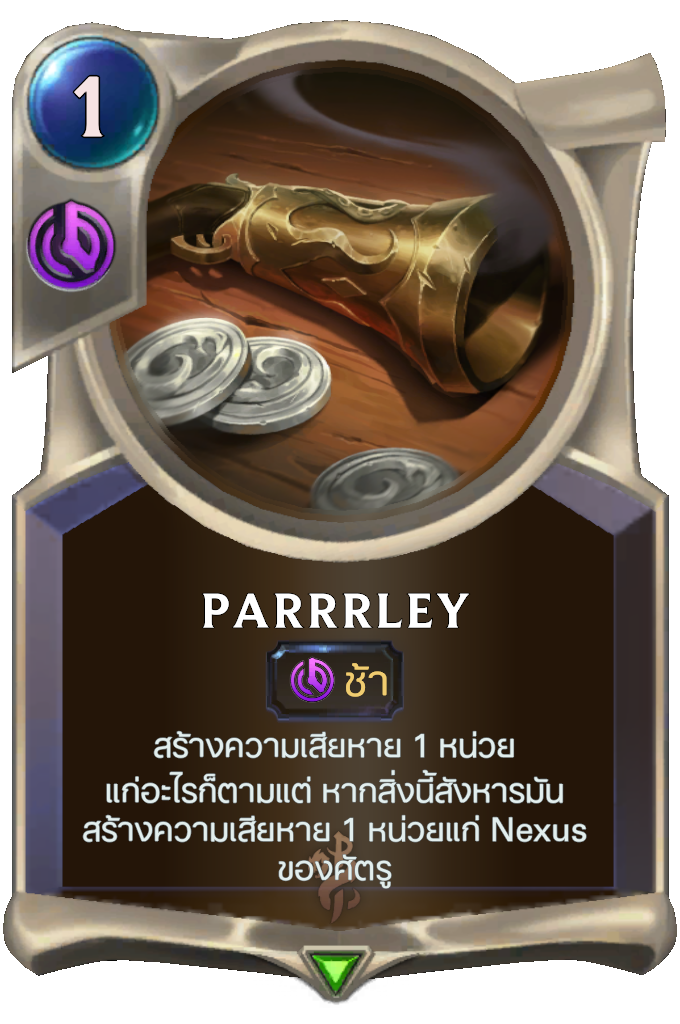 1
PARRRLEY
ช้า
สร้างความเสียหาย 1 หน่วย
แก่อะไรก็ตามแต่ หากสิ่งนี้สังหารมัน
สร้างความเสียหาย 1 หน่วยแก่ Nexus
ของศัตรู